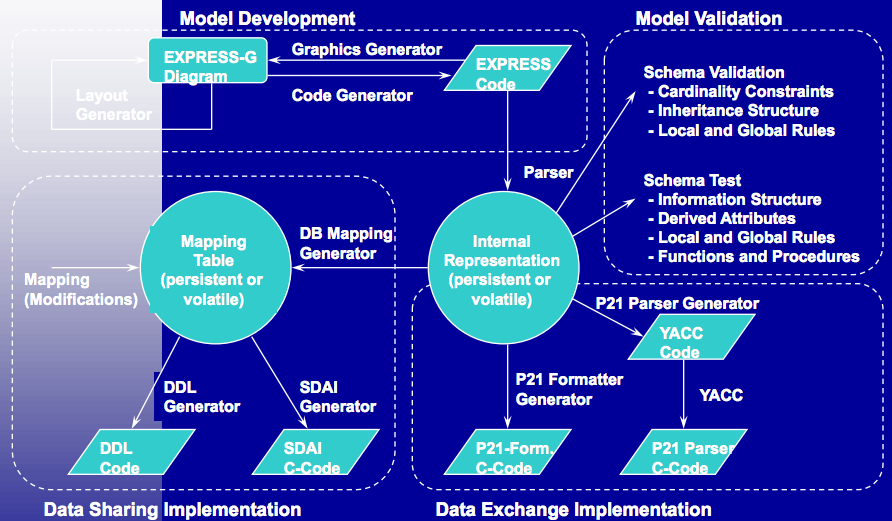 Model Development
Model Validation
EXPRESS-G
Diagram
Graphics Generator
Code Generator
EXPRESS
Code
Layout
Generator
Schema Validation
- Cardinality Constraints
- Inheritance Structure
- Local and Global Rules
Parser
Schema Test
- Information Structure
- Derived Attributes
- Local and Global Rules
- Functions and Procedures
Mapping
Table
(persistent or
volatile)
DB Mapping
Generator
Internal
Representation
(persistent or
volatile)
Mapping
(Modifications)
P21 Parser Generator
YACC
Code
DDL
Generator
SDAI
Generator
P21 Formatter
Generator
YACC
DDL
Code
SDAI
C-Code
P21-Form.
C-Code
P21 Parser
C-Code
Data Sharing Implementation
Data Exchange Implementation